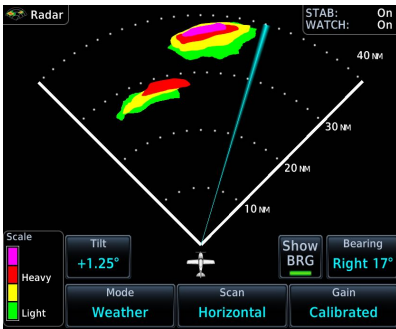 Radar
STAB: On
WATCH: On
40 NM
30 NM
20 NM
10 NM
Scale
Heavy
Light
Tilt
+1.25°
Show
BRG
Bearing
Right 17°
Mode
Weather
Scan
Horizontal
Gain
Calibrated